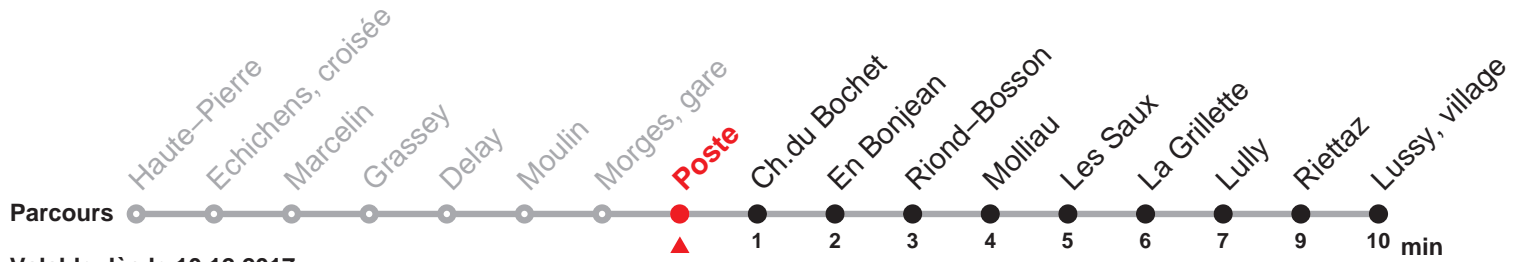 Haute–Pierre
Echichens, croisée
Marcelin
Grassey
Delay
Moulin
Morges, gare
Poste
Ch.du Bochet
En Bonjean
Riond–Bosson
Molliau
Les Saux
La Grillette
Lully
Riettaz
Lussy, village
Parcours
1 2 3 4 5 6 7 9 10 min